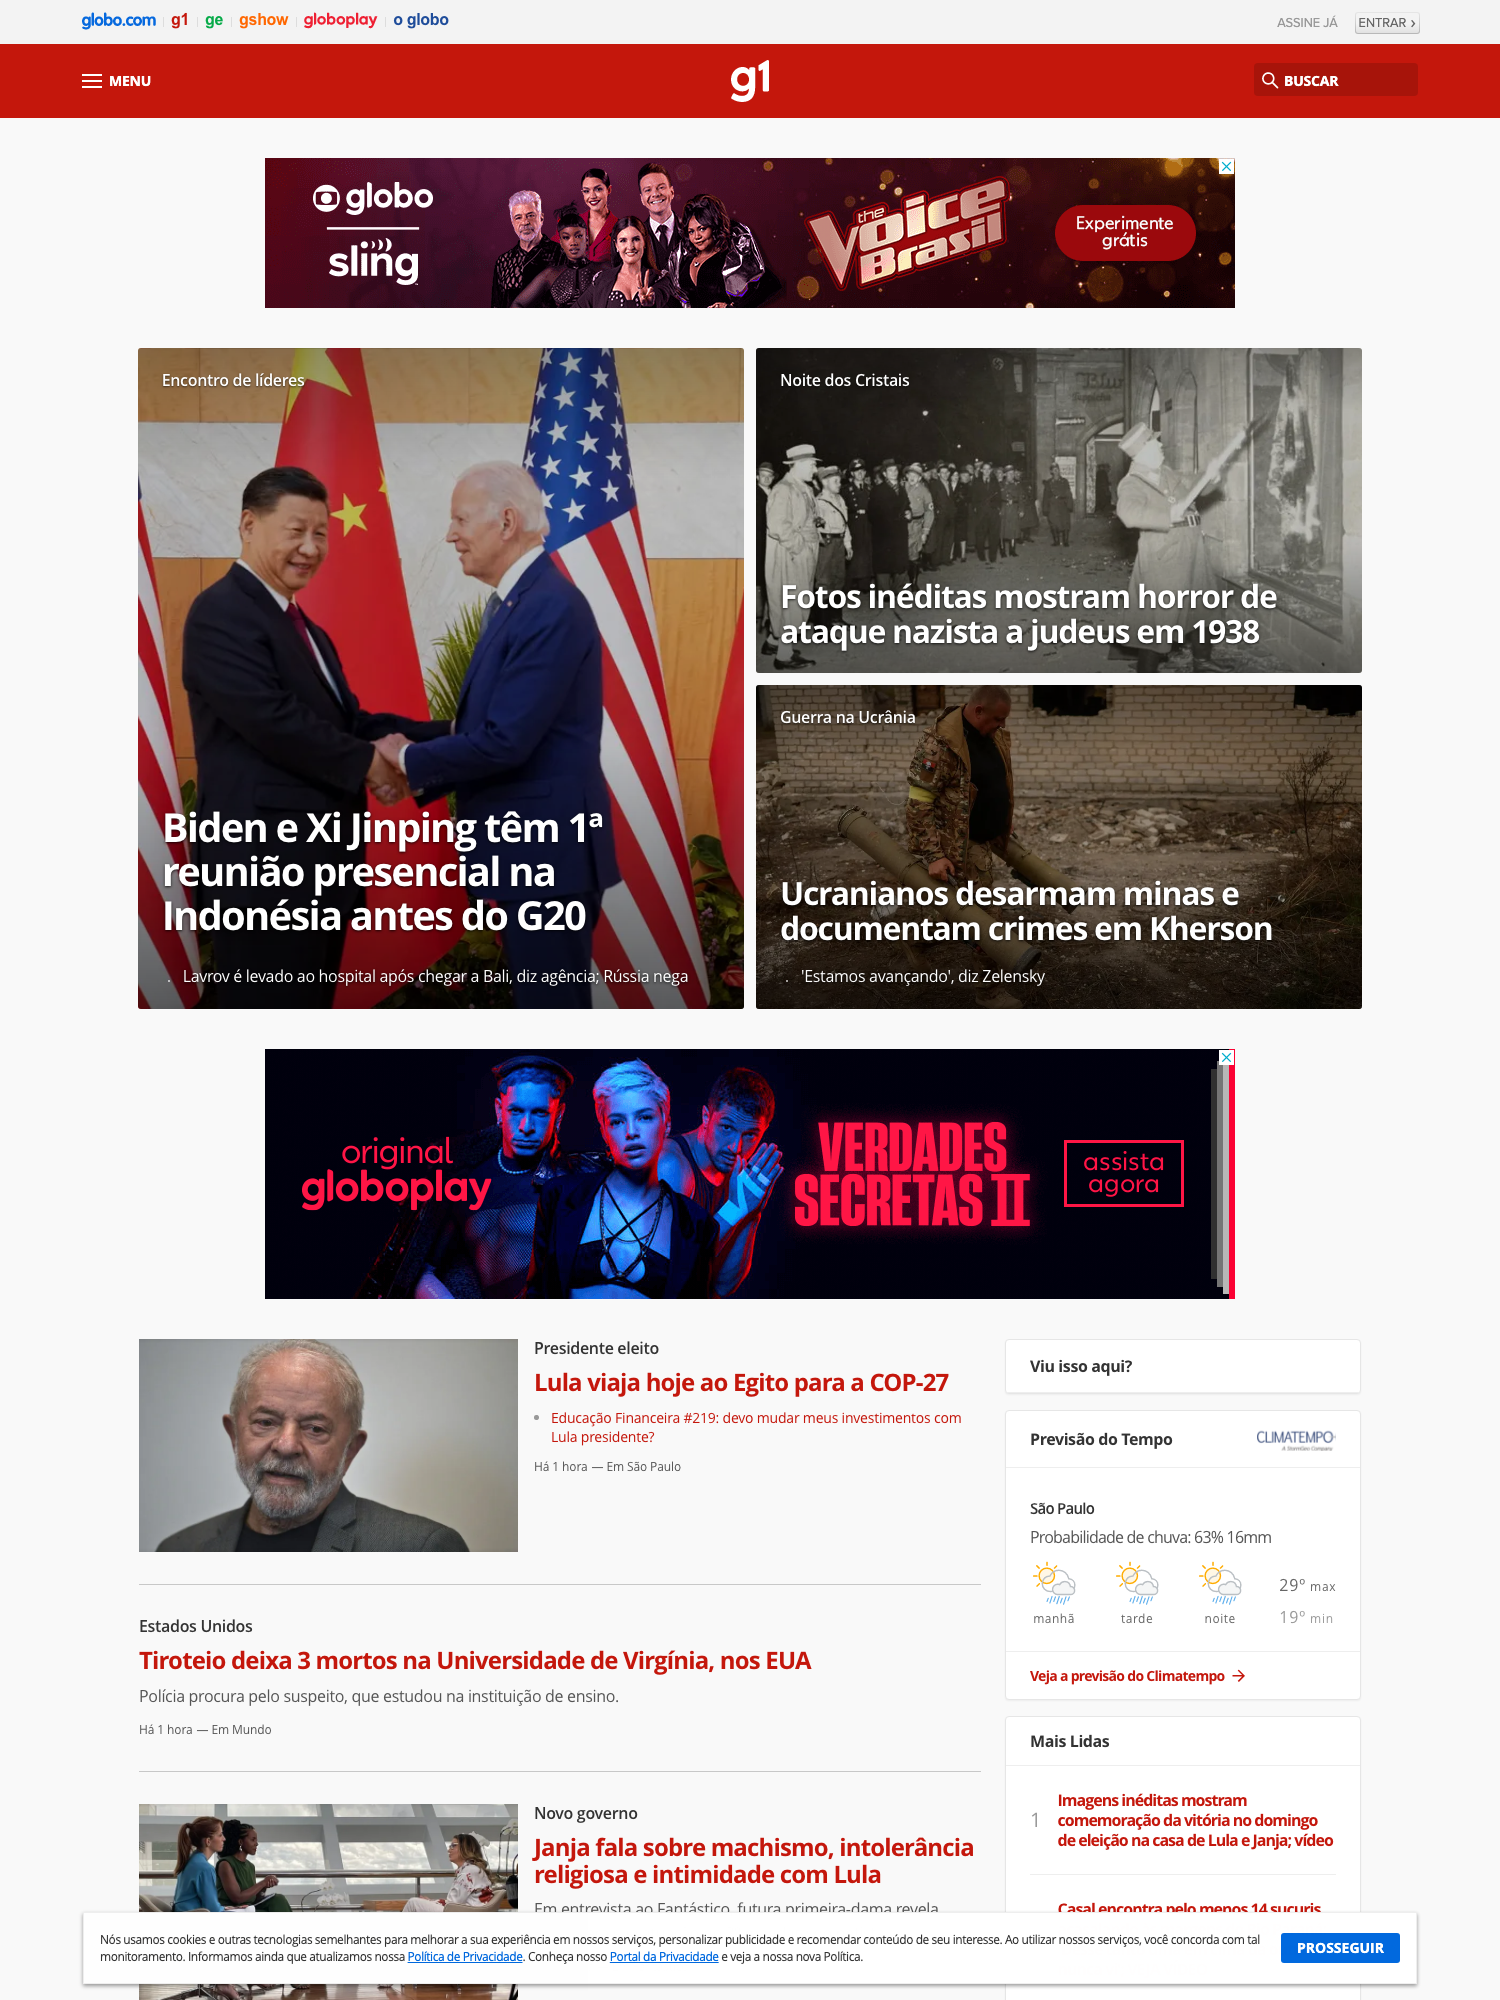 globo.com g1 ge gshow globoplay o globo
ASSINE JÁ ENTRAR ›
MENU
g1
BUSCAR
globo
sling
the Voice Brasil
Experimente
grátis
Encontro de líderes
Biden e Xi Jinping têm 1ª
reunião presencial na
Indonésia antes do G20
. Lavrov é levado ao hospital após chegar a Bali, diz agência; Rússia nega
Noite dos Cristais
Fotos inéditas mostram horror de
ataque nazista a judeus em 1938
Guerra na Ucrânia
Ucranianos desarmam minas e
documentam crimes em Kherson
. 'Estamos avançando', diz Zelensky
original
globoplay
VERDADES
SECRETAS II
assista
agora
Presidente eleito
Lula viaja hoje ao Egito para a COP-27
• Educação Financeira #219: devo mudar meus investimentos com
Lula presidente?
Há 1 hora — Em São Paulo
Estados Unidos
Tiroteio deixa 3 mortos na Universidade de Virgínia, nos EUA
Polícia procura pelo suspeito, que estudou na instituição de ensino.
Há 1 hora — Em Mundo
Novo governo
Janja fala sobre machismo, intolerância
religiosa e intimidade com Lula
Em entrevista ao Fantástico, futura primeira-dama revela
Viu isso aqui?
Previsão do Tempo
CLIMATEMPO
A StormGeo Company
São Paulo
Probabilidade de chuva: 63% 16mm
manhã tarde noite
29º max
19º min
Veja a previsão do Climatempo →
Mais Lidas
1 Imagens inéditas mostram
comemoração da vitória no domingo
de eleição na casa de Lula e Janja; vídeo
Casal encontra pelo menos 14 sucuris
Nós usamos cookies e outras tecnologias semelhantes para melhorar a sua experiência em nossos serviços, personalizar publicidade e recomendar conteúdo de seu interesse. Ao utilizar nossos serviços, você concorda com tal
monitoramento. Informamos ainda que atualizamos nossa Política de Privacidade. Conheça nosso Portal da Privacidade e veja a nossa nova Política.
PROSSEGUIR